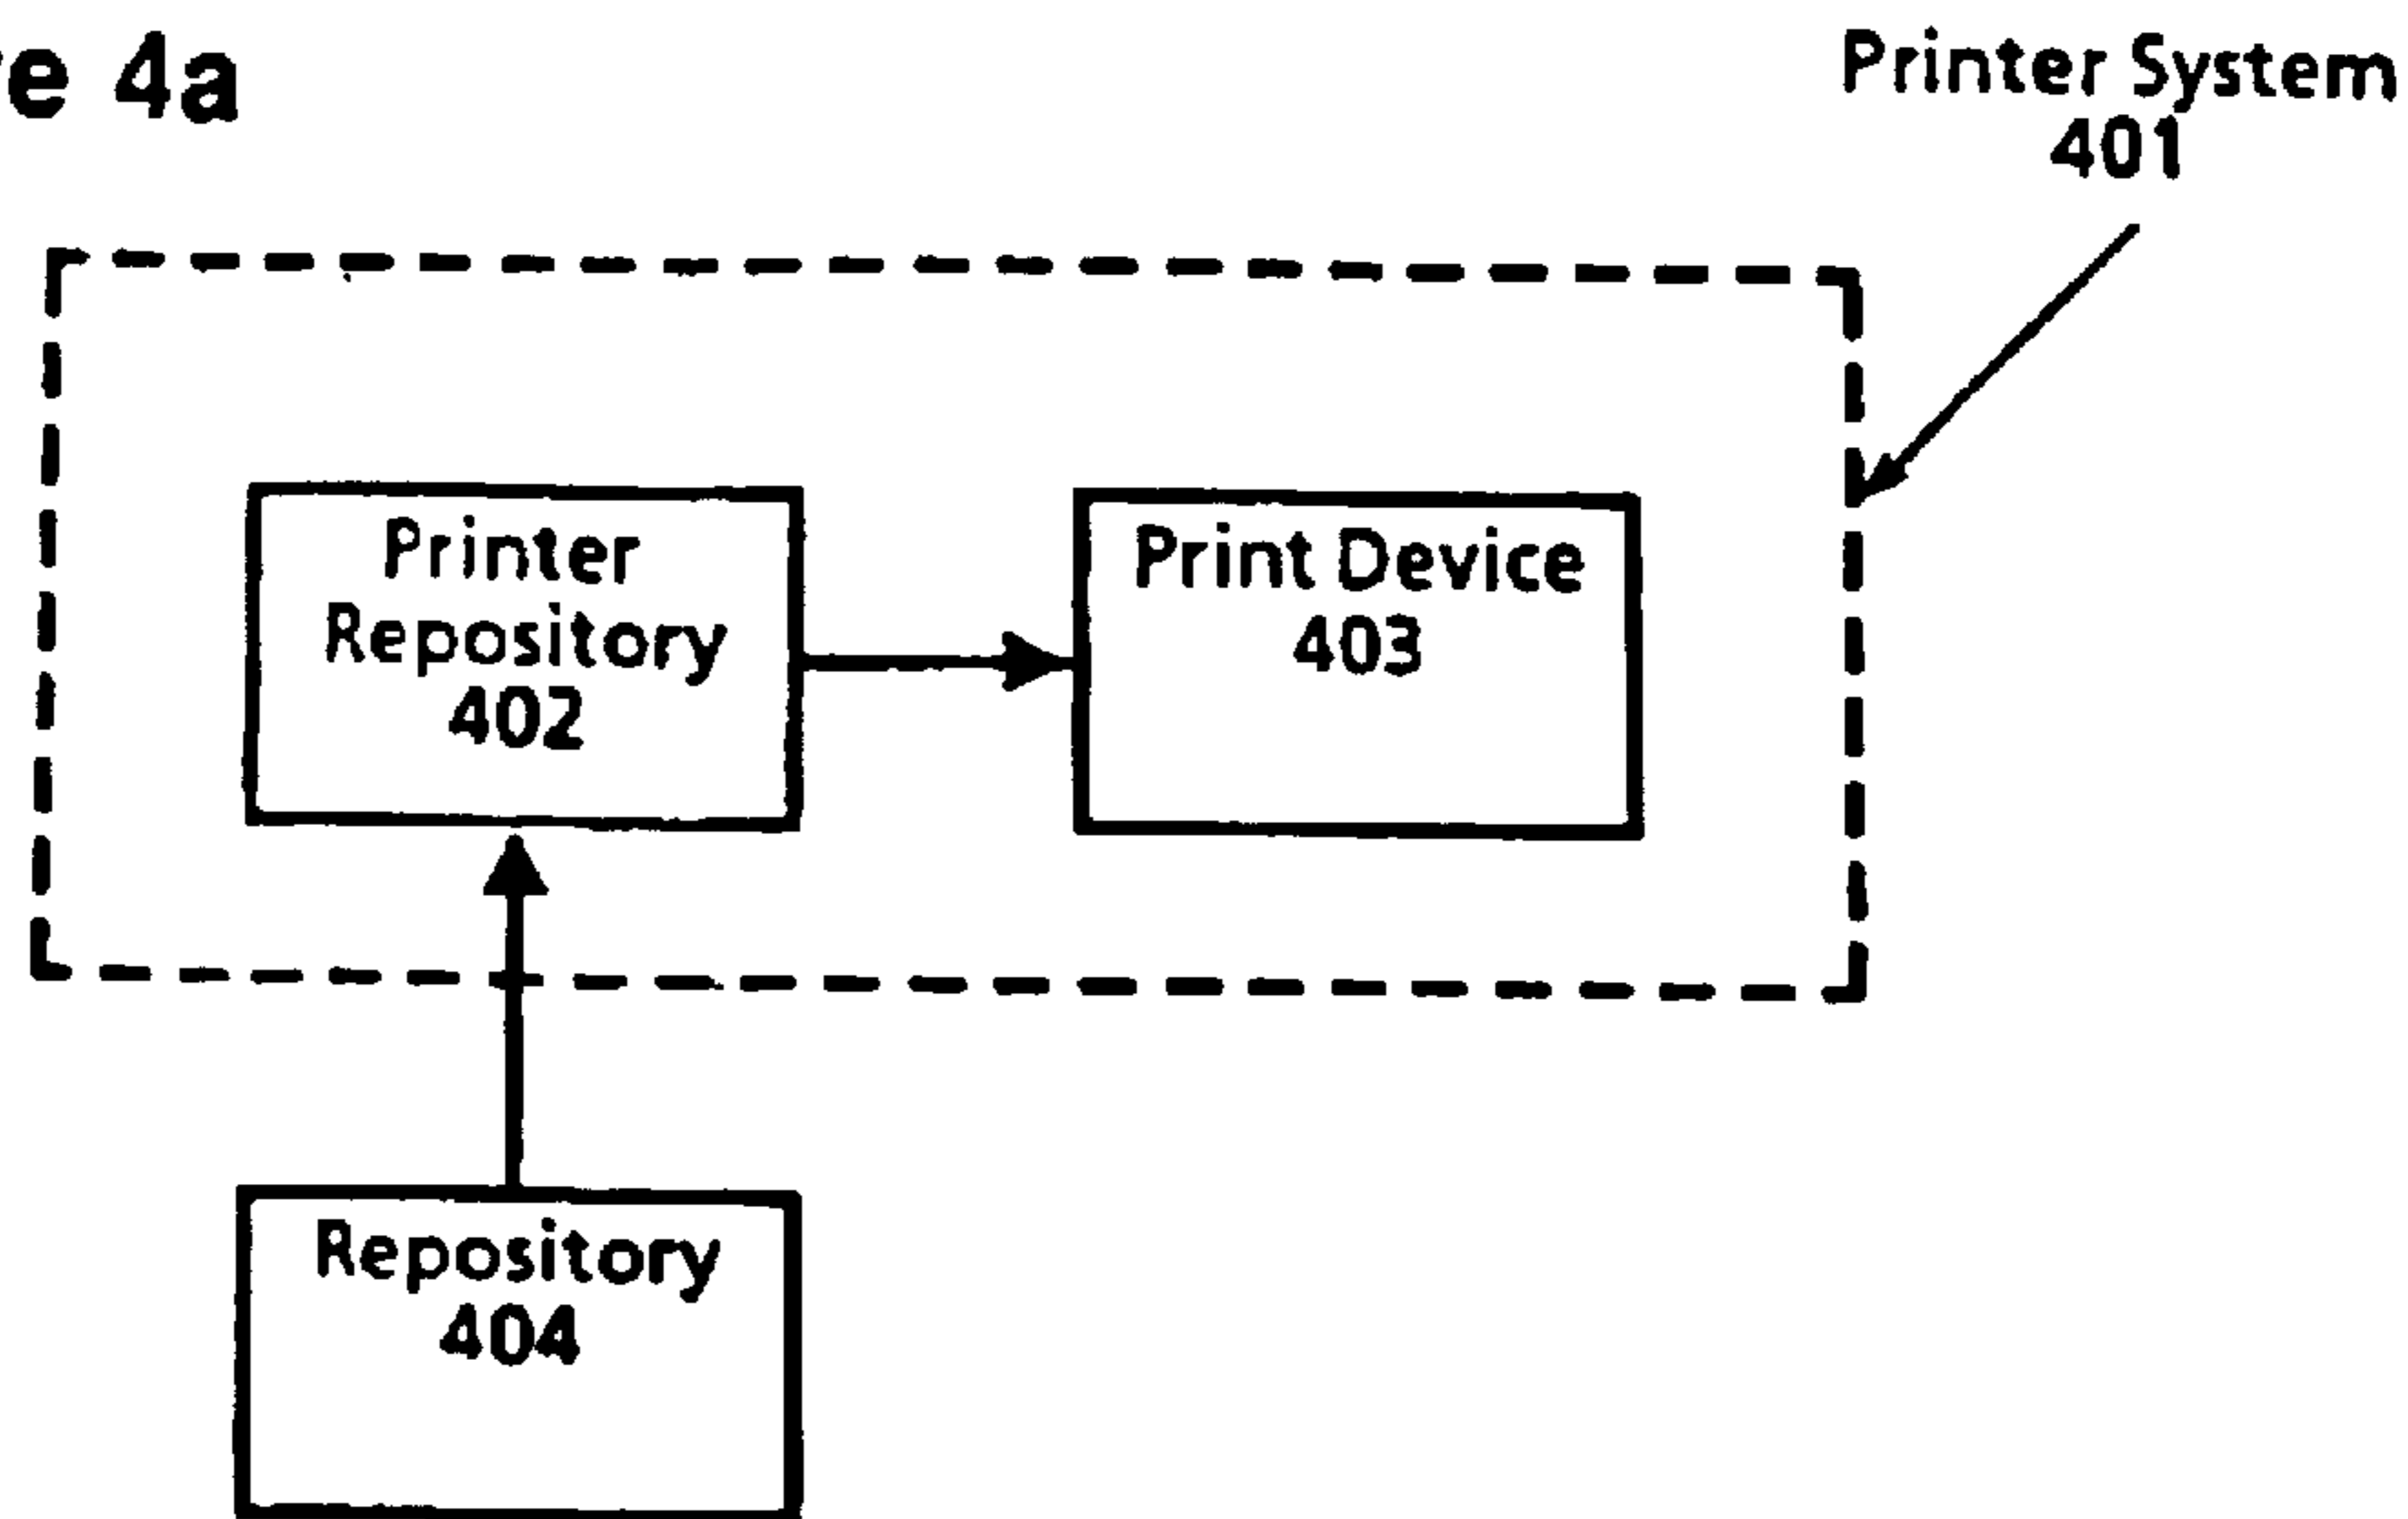 e 4a
Printer System
401
Printer
Repository
402
Print Device
403
Repository
404